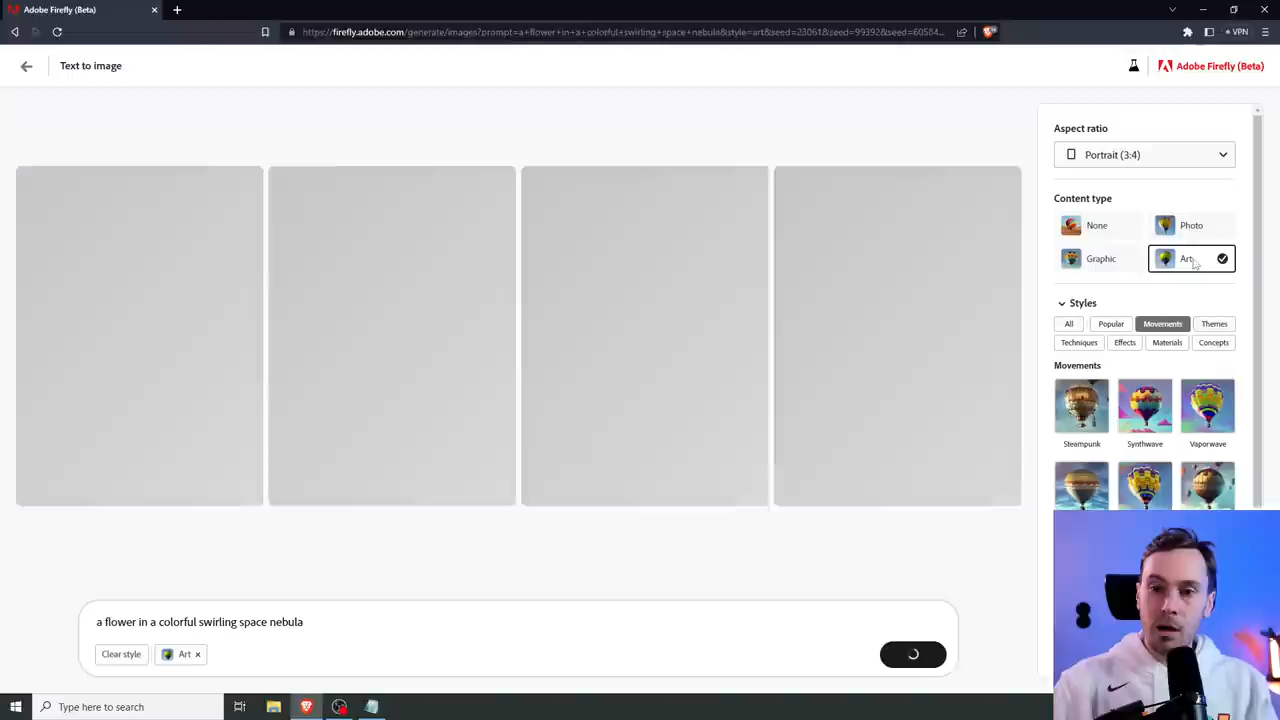 Adobe Firefly (Beta)
https://firefly.adobe.com/generate/images?prompt=a+flower+in+a+colorful+swirling+space+nebula&style=art&seed=23061&seed=99392&seed=60584...
VPN
Text to image
Adobe Firefly (Beta)
Aspect ratio
Portrait (3:4)
Content type
None
Photo
Graphic
Art
Styles
All
Popular
Movements
Themes
Techniques
Effects
Materials
Concepts
Movements
Steampunk
Synthwave
Vaporwave
a flower in a colorful swirling space nebula
Clear style
Art
Type here to search